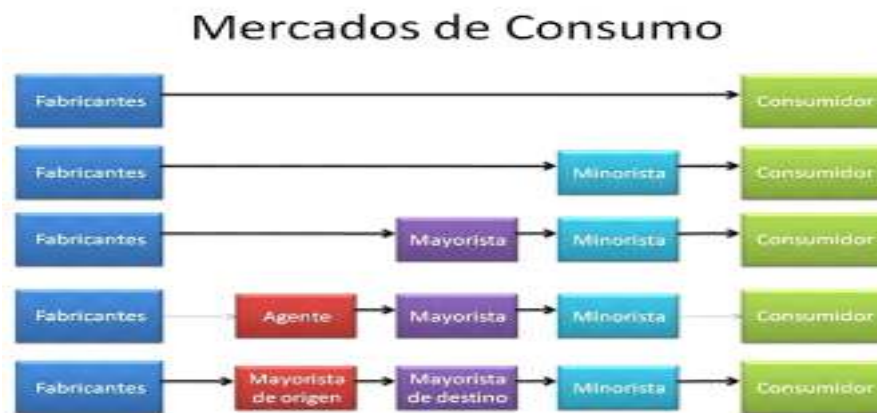 Mercados de Consumo
Fabricantes Consumidor
Fabricantes Minorista Consumidor
Fabricantes Mayorista Minorista Consumidor
Fabricantes Agente Mayorista Minorista Consumidor
Fabricantes Mayorista de origen Mayorista de destino Minorista Consumidor